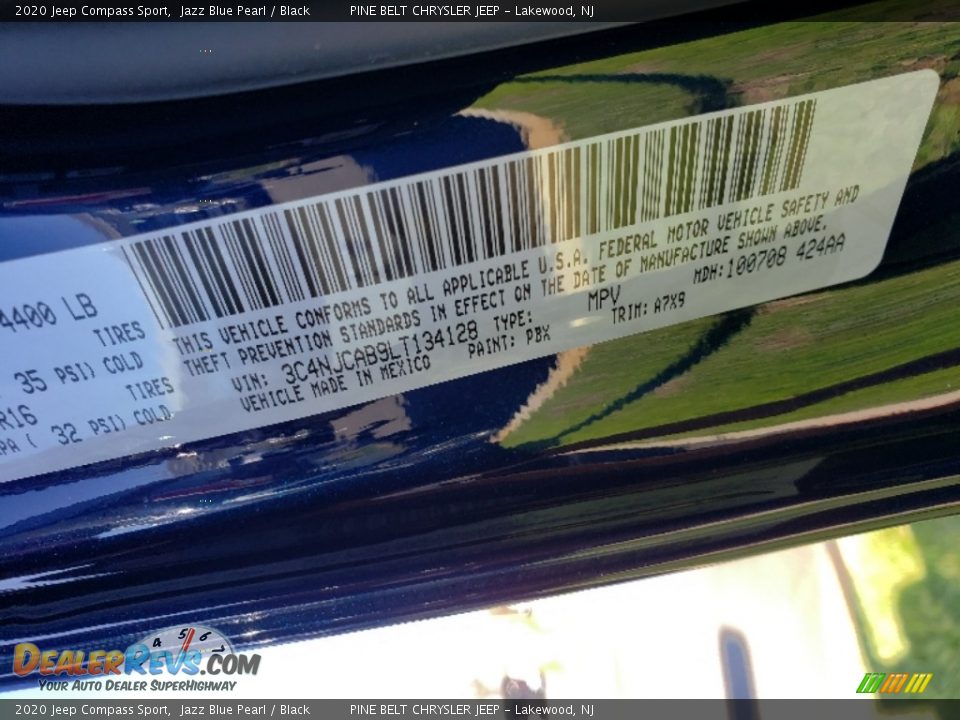 2020 Jeep Compass Sport,  Jazz Blue Pearl / Black          PINE BELT CHRYSLER JEEP - Lakewood, NJ
4400 LB
TIRES
35 PSI) COLD
R16 TIRES
PA ( 32 PSI) COLD
THIS VEHICLE CONFORMS TO ALL APPLICABLE U.S.A. FEDERAL MOTOR VEHICLE SAFETY AND
THEFT PREVENTION STANDARDS IN EFFECT ON THE DATE OF MANUFACTURE SHOWN ABOVE.
VIN: 3C4NJCAB9LT134128 TYPE: MPV MDH:100708 424AA
VEHICLE MADE IN MEXICO PAINT: PBX TRIM: A7X9
4 5 6
DEALERREVS.COM
YOUR AUTO DEALER SUPERHIGHWAY
2020 Jeep Compass Sport,  Jazz Blue Pearl / Black          PINE BELT CHRYSLER JEEP - Lakewood, NJ